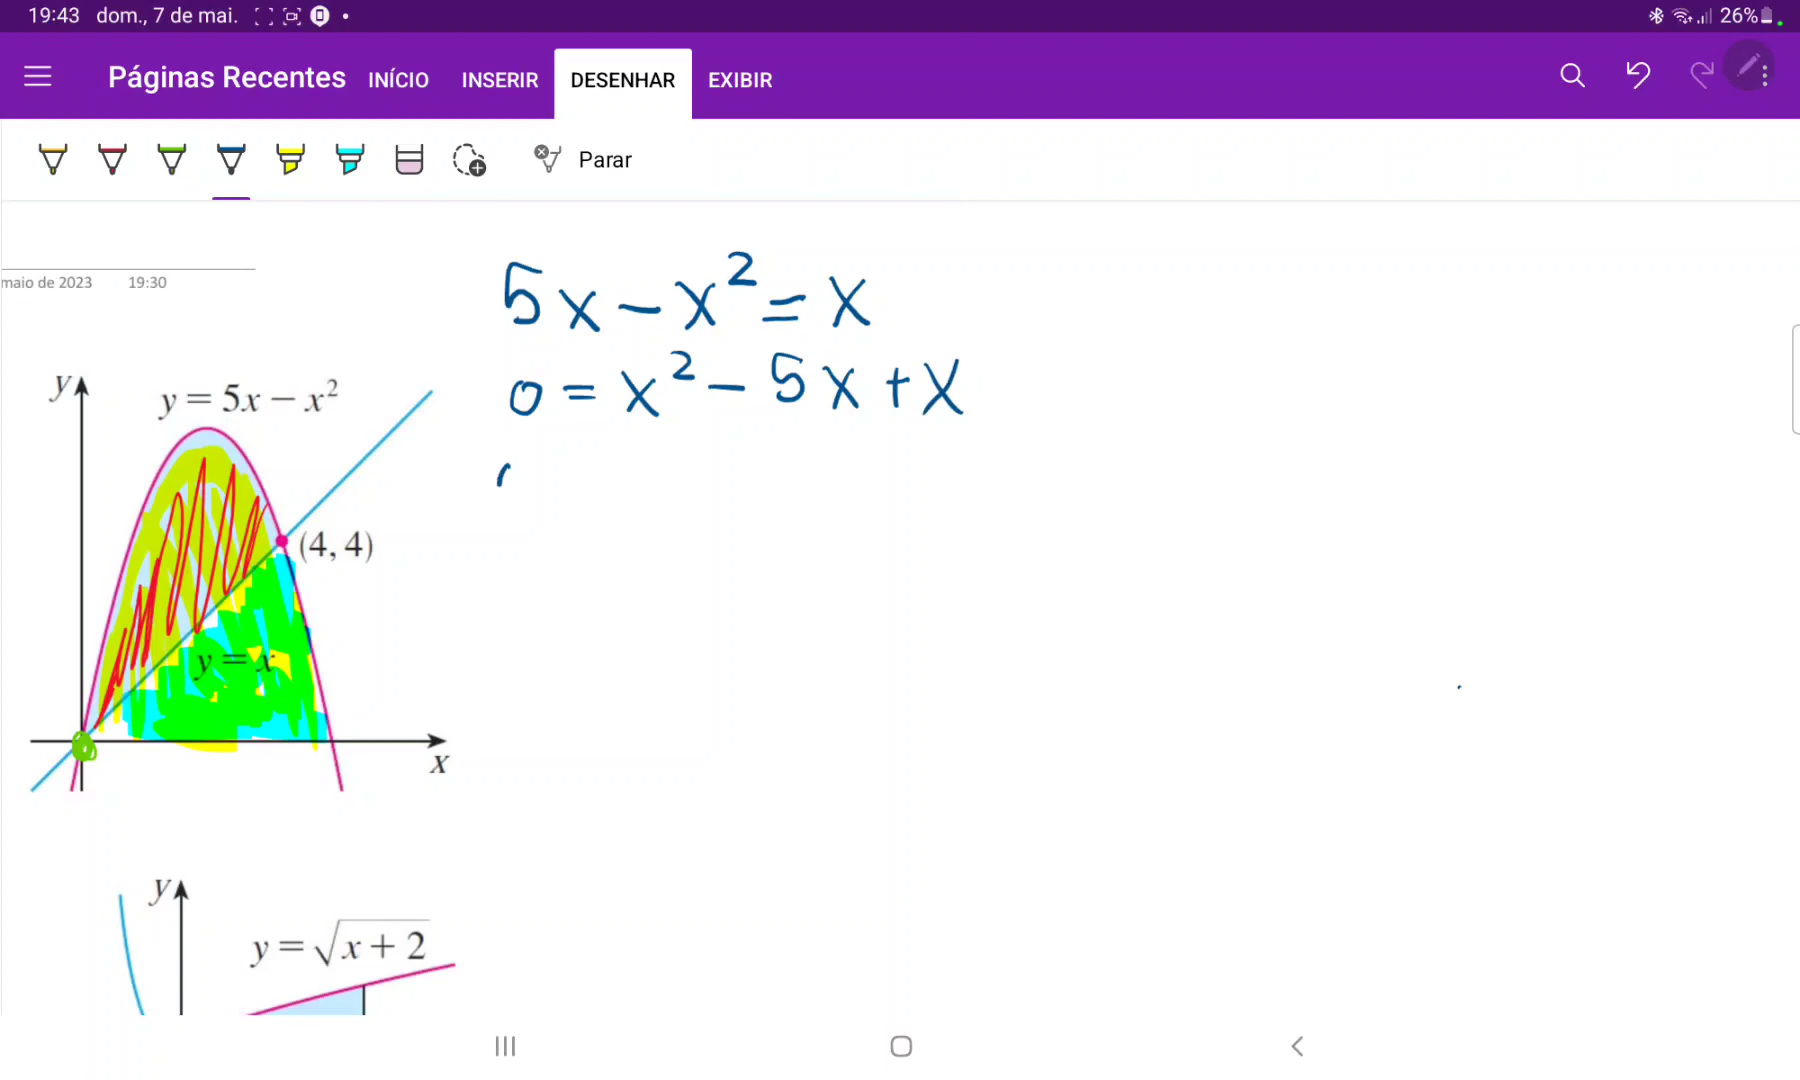 19:43 dom., 7 de mai. 26%
Páginas Recentes INÍCIO INSERIR DESENHAR EXIBIR
Parar
maio de 2023 19:30
5x - x² = x
0 = x² - 5x + x
y
y = 5x - x²
(4, 4)
y = x
x
y
y = √x + 2